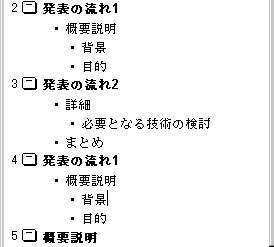 2 発表の流れ1
・概要説明
・背景
・目的
3 発表の流れ2
・詳細
・必要となる技術の検討
・まとめ
4 発表の流れ1
・概要説明
・背景
・目的
5 概要説明